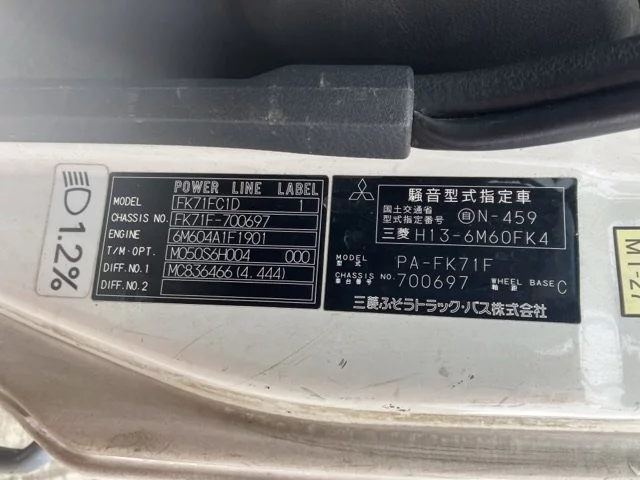 1.2%
POWER LINE LABEL
MODEL FK71FC1D 1
CHASSIS NO. FK71F-700697
ENGINE 6M604A1F1901
T/M・OPT. M050S6H004 000
DIFF.NO.1 MC836466(4.444)
DIFF.NO.2
騒音型式指定車
国土交通省
型式指定番号 自N-459
三菱 H13-6M60FK4
MODEL 型式 PA-FK71F
CHASSIS NO. 車台番号 700697 WHEEL BASE 軸距 C
三菱ふそうトラック・バス株式会社